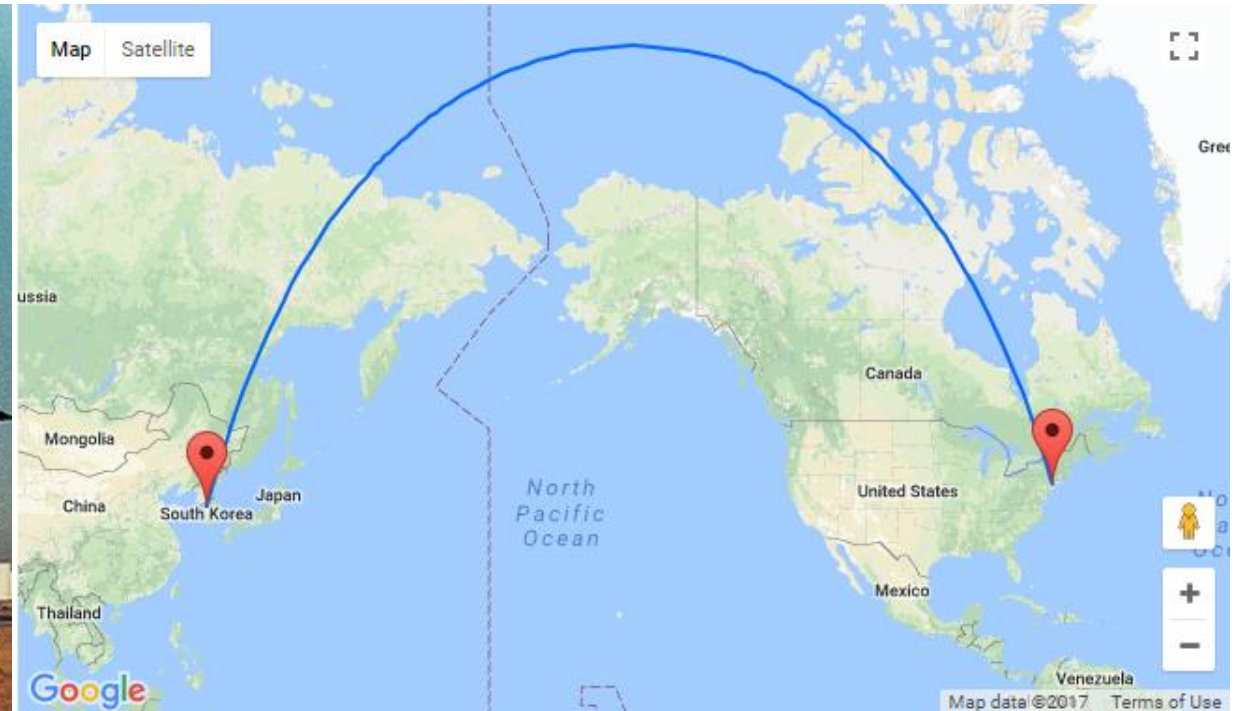 Map Satellite
Gree
ussia
Canada
Mongolia
China
South Korea
Japan
North
Pacific
Ocean
United States
Mexico
Thailand
Venezuela
Google
Map data ©2017 Terms of Use